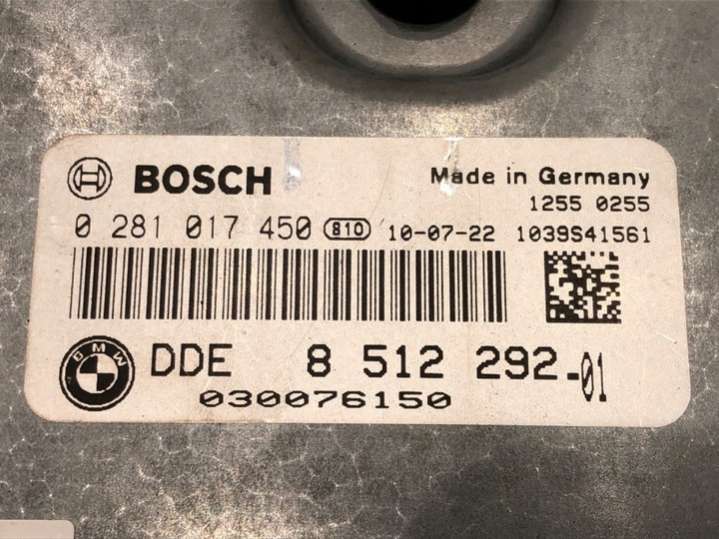 BOSCH
Made in Germany
1255 0255
0 281 017 450 810 10-07-22 1039S41561
BMW DDE 8 512 292-01
030076150